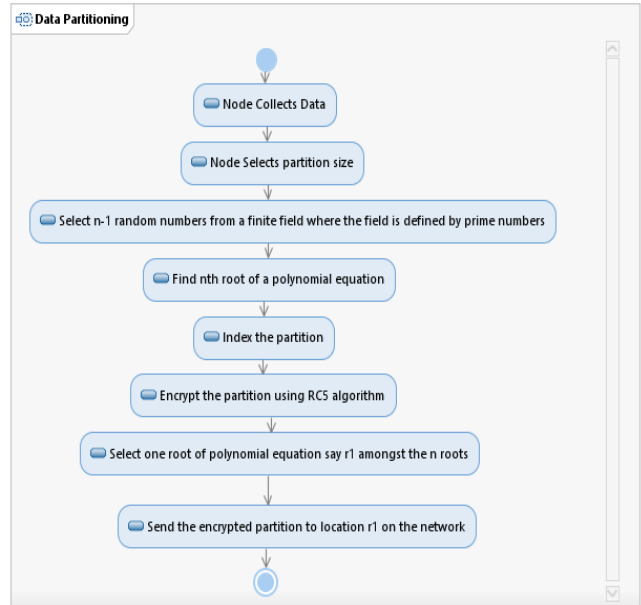 Data Partitioning
Node Collects Data
Node Selects partition size
Select n-1 random numbers from a finite field where the field is defined by prime numbers
Find nth root of a polynomial equation
Index the partition
Encrypt the partition using RC5 algorithm
Select one root of polynomial equation say r1 amongst the n roots
Send the encrypted partition to location r1 on the network